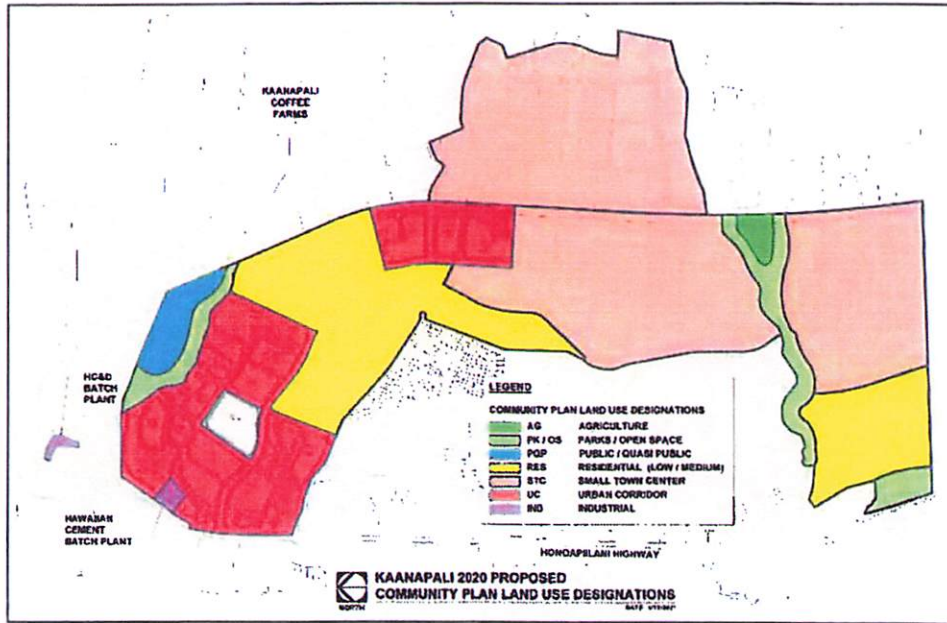 KAANAPALI
COFFEE
FARMS
HC&D
BATCH
PLANT
HAWAIIAN
CEMENT
BATCH PLANT
LEGEND
COMMUNITY PLAN LAND USE DESIGNATIONS
AG AGRICULTURE
PK / OS PARKS / OPEN SPACE
PQP PUBLIC / QUASI PUBLIC
RES RESIDENTIAL (LOW / MEDIUM)
STC SMALL TOWN CENTER
UC URBAN CORRIDOR
IND INDUSTRIAL
HONOAPIILANI HIGHWAY
KAANAPALI 2020 PROPOSED
COMMUNITY PLAN LAND USE DESIGNATIONS
NORTH
DATE